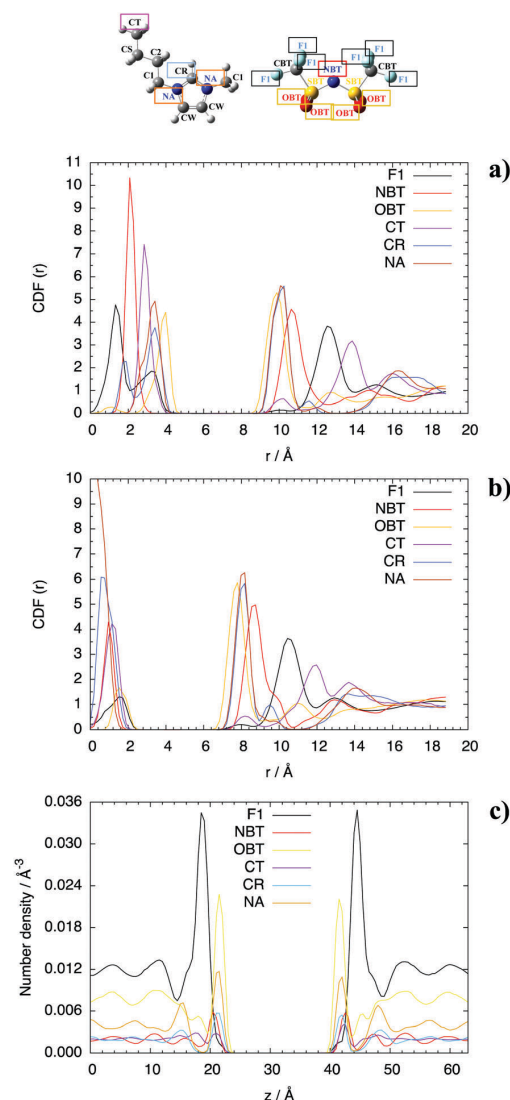 CT
CS C2
CR
C1 NA C1
NA
CW
CW
F1 F1
CBT F1 NBT F1 CBT
F1 SBT SBT F1
OBT OBT
OBT OBT
a)
11
10
9
8
7
6
5
4
3
2
1
0
CDF (r)
F1
NBT
OBT
CT
CR
NA
0 2 4 6 8 10 12 14 16 18 20
r / Å
b)
10
9
8
7
6
5
4
3
2
1
0
CDF (r)
F1
NBT
OBT
CT
CR
NA
0 2 4 6 8 10 12 14 16 18 20
r / Å
c)
0.036
0.030
0.024
0.018
0.012
0.006
0.000
Number density / Å⁻³
F1
NBT
OBT
CT
CR
NA
0 10 20 30 40 50 60
z / Å